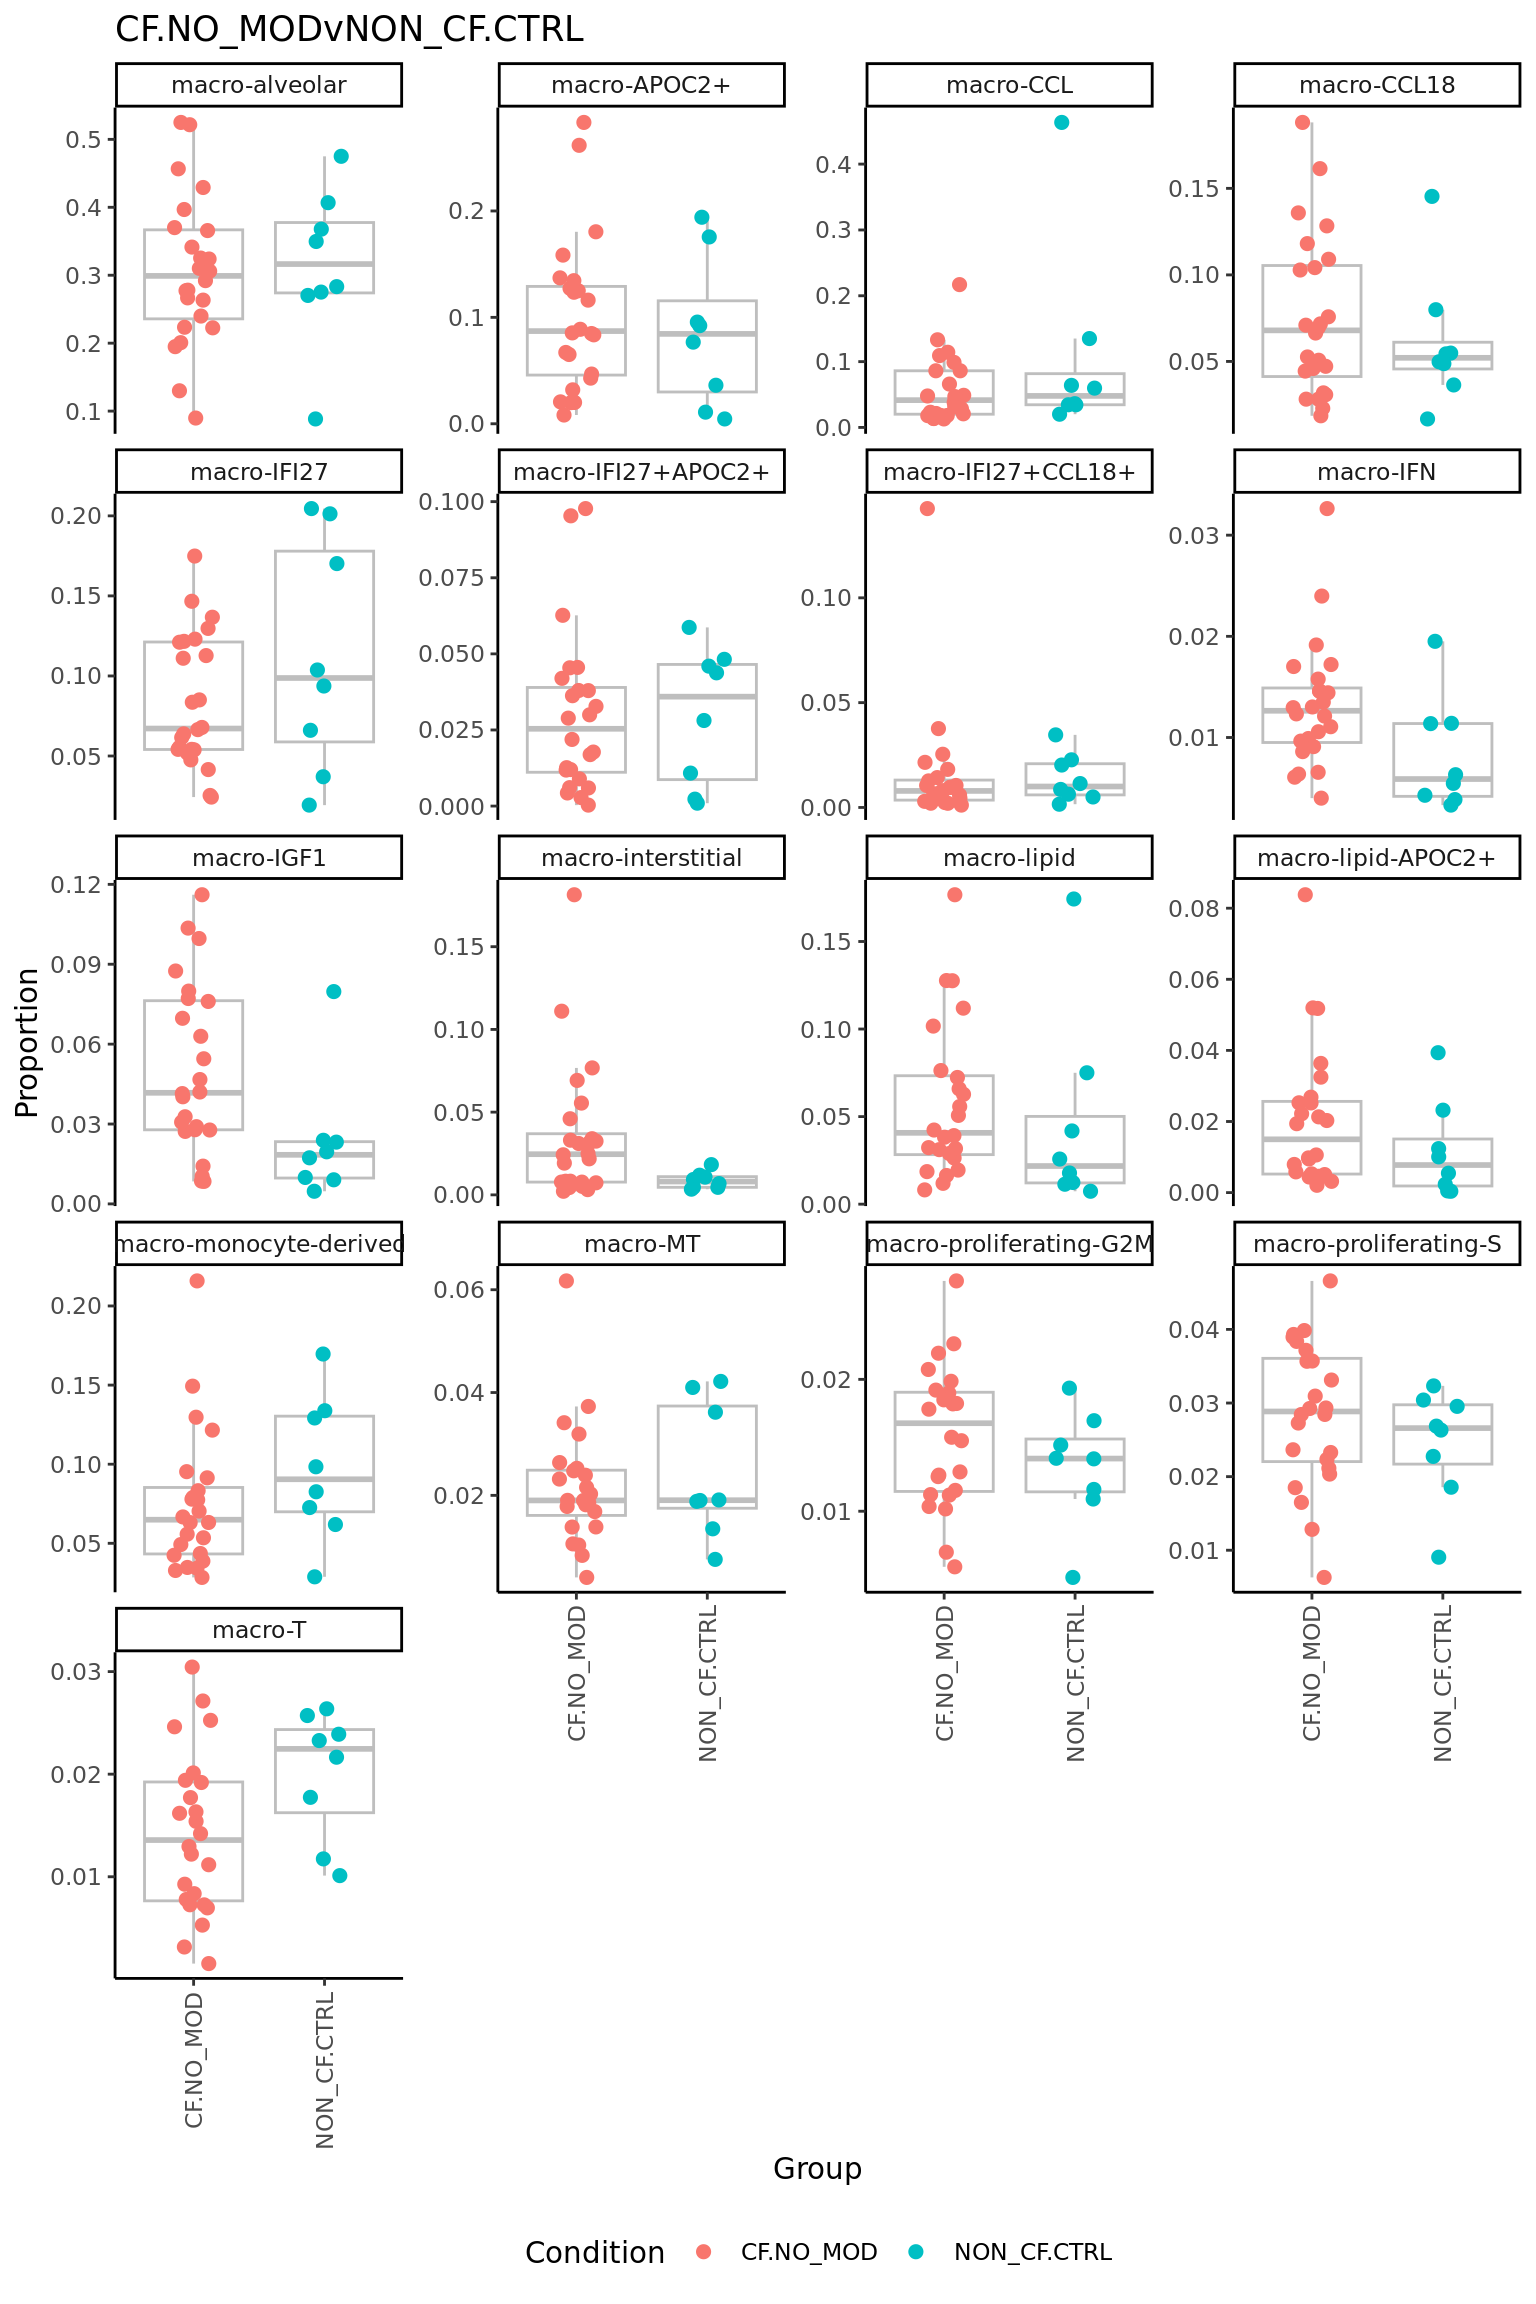 CF.NO_MODvNON_CF.CTRL
macro-alveolar
macro-APOC2+
macro-CCL
macro-CCL18
0.5
0.4
0.3
0.2
0.1
0.2
0.1
0.0
0.4
0.3
0.2
0.1
0.0
0.15
0.10
0.05
macro-IFI27
macro-IFI27+APOC2+
macro-IFI27+CCL18+
macro-IFN
0.20
0.15
0.10
0.05
0.100
0.075
0.050
0.025
0.000
0.10
0.05
0.00
0.03
0.02
0.01
macro-IGF1
macro-interstitial
macro-lipid
macro-lipid-APOC2+
0.12
0.09
0.06
0.03
0.00
0.15
0.10
0.05
0.00
0.15
0.10
0.05
0.00
0.08
0.06
0.04
0.02
0.00
Proportion
macro-monocyte-derived
macro-MT
macro-proliferating-G2M
macro-proliferating-S
0.20
0.15
0.10
0.05
0.06
0.04
0.02
0.02
0.01
0.04
0.03
0.02
0.01
CF.NO_MOD
NON_CF.CTRL
CF.NO_MOD
NON_CF.CTRL
CF.NO_MOD
NON_CF.CTRL
macro-T
0.03
0.02
0.01
CF.NO_MOD
NON_CF.CTRL
Group
Condition
CF.NO_MOD
NON_CF.CTRL